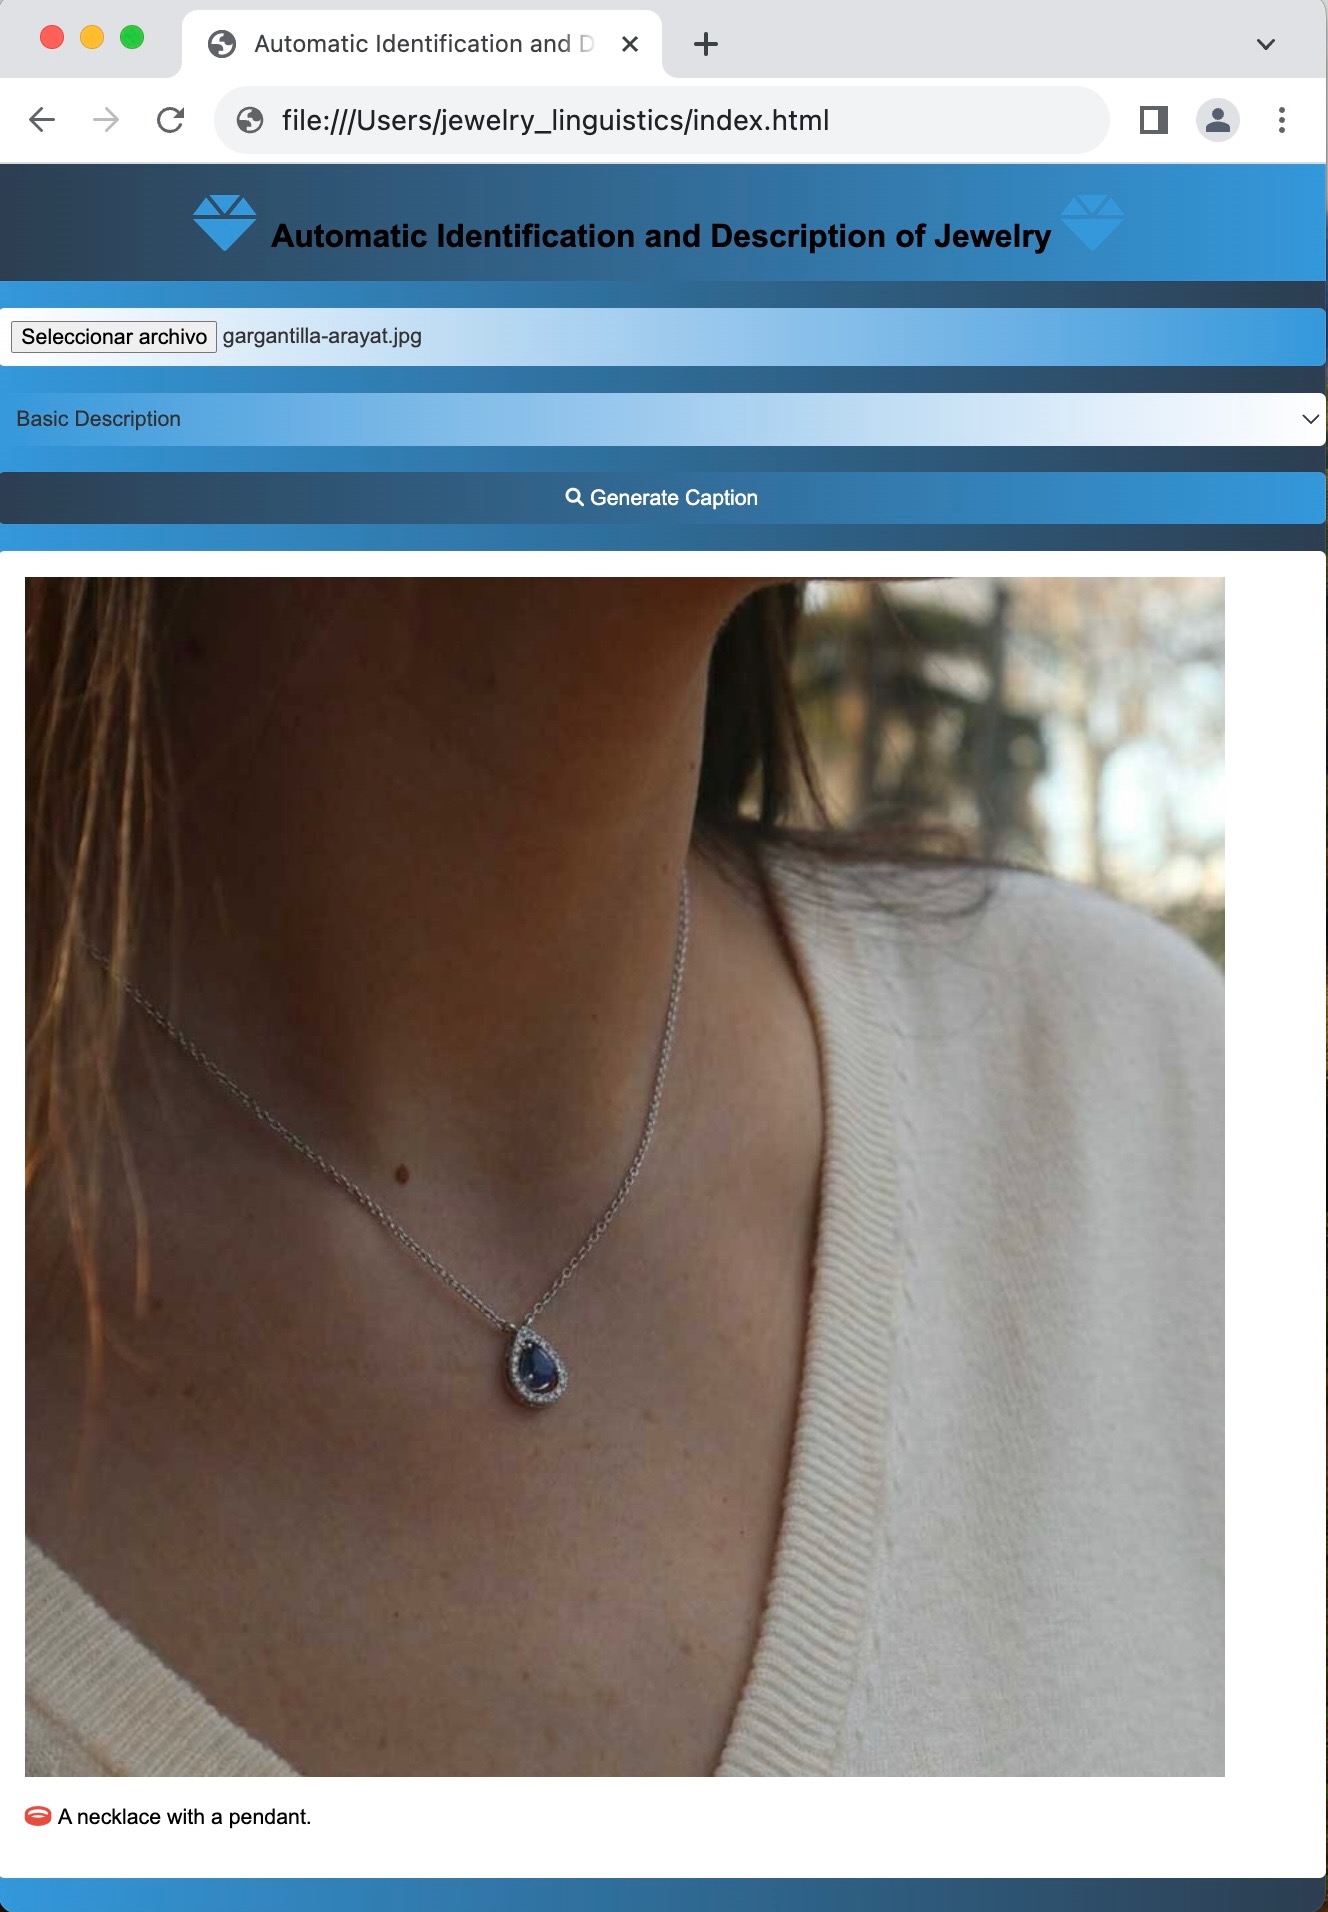 Automatic Identification and D
file:///Users/jewelry_linguistics/index.html
Automatic Identification and Description of Jewelry
Seleccionar archivo gargantilla-arayat.jpg
Basic Description
Generate Caption
A necklace with a pendant.